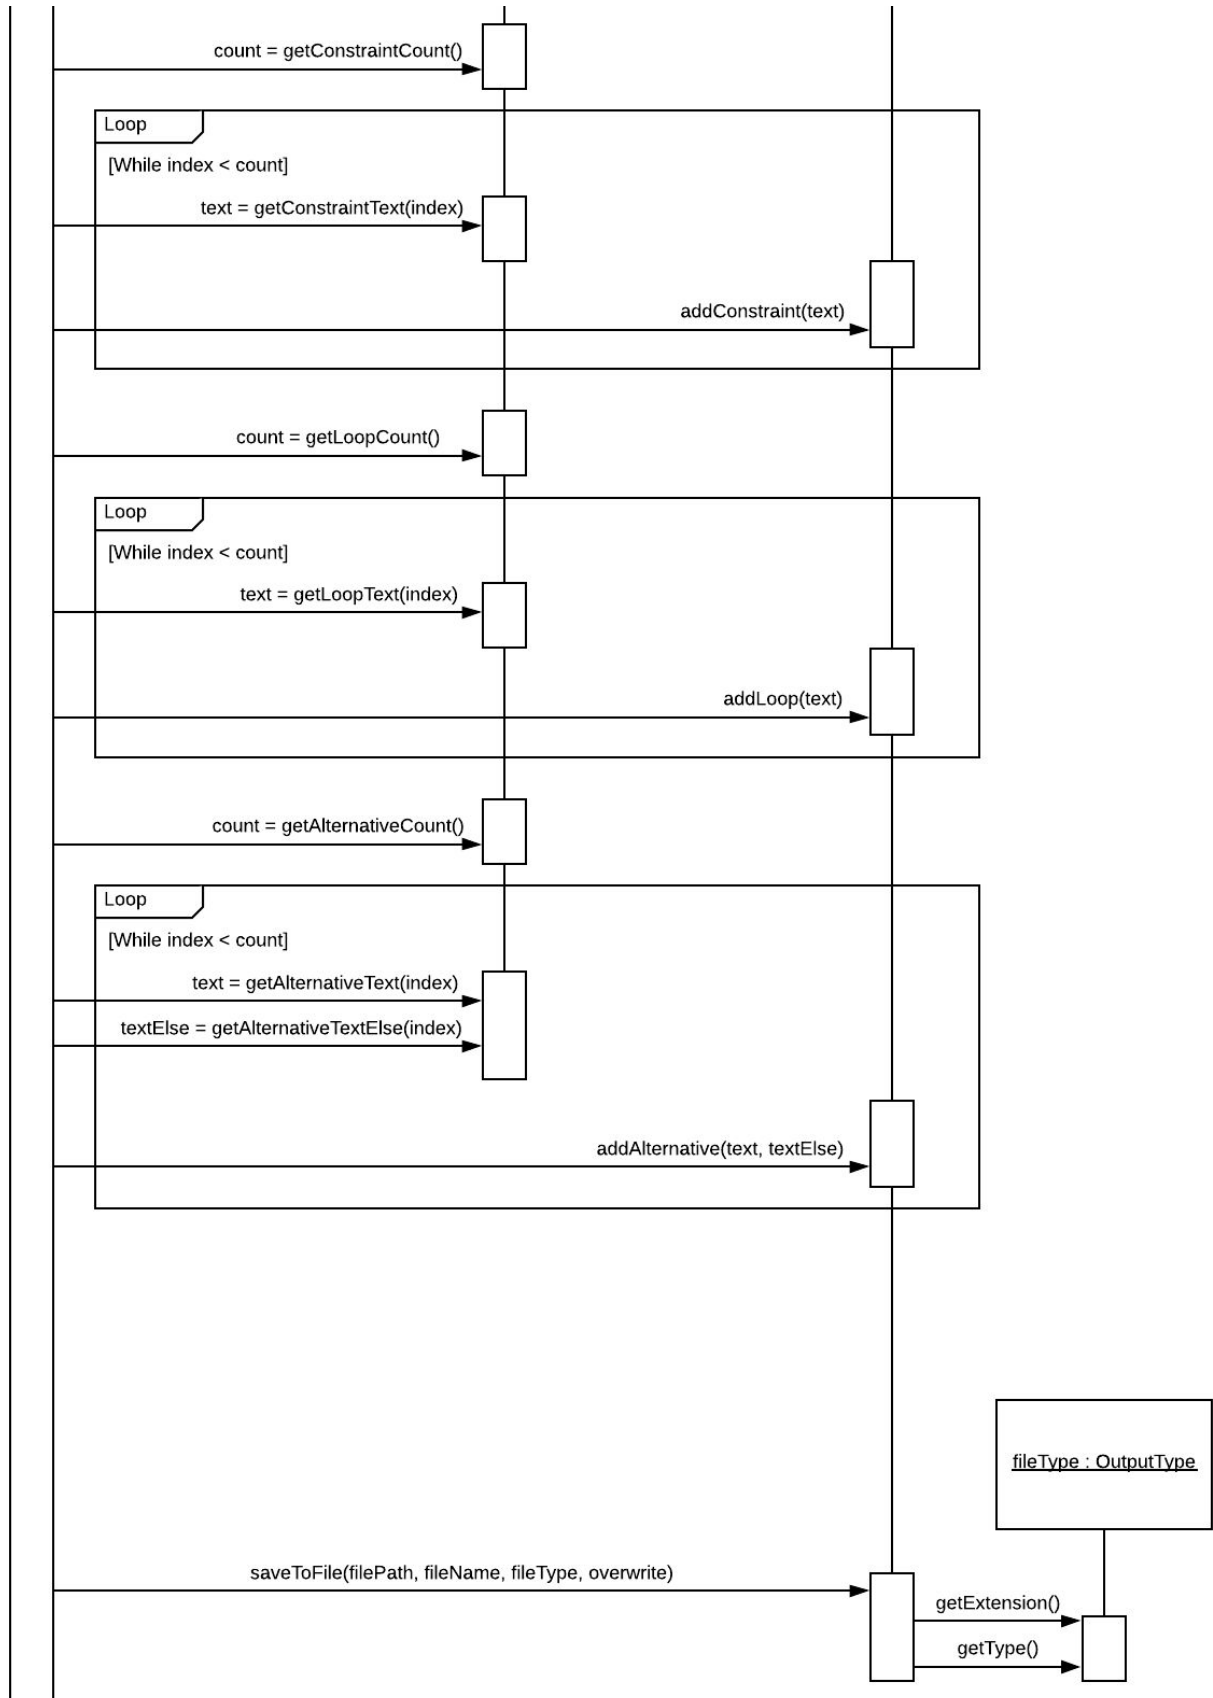 count = getConstraintCount()
Loop
[While index < count]
text = getConstraintText(index)
addConstraint(text)
count = getLoopCount()
Loop
[While index < count]
text = getLoopText(index)
addLoop(text)
count = getAlternativeCount()
Loop
[While index < count]
text = getAlternativeText(index)
textElse = getAlternativeTextElse(index)
addAlternative(text, textElse)
fileType : OutputType
saveToFile(filePath, fileName, fileType, overwrite)
getExtension()
getType()